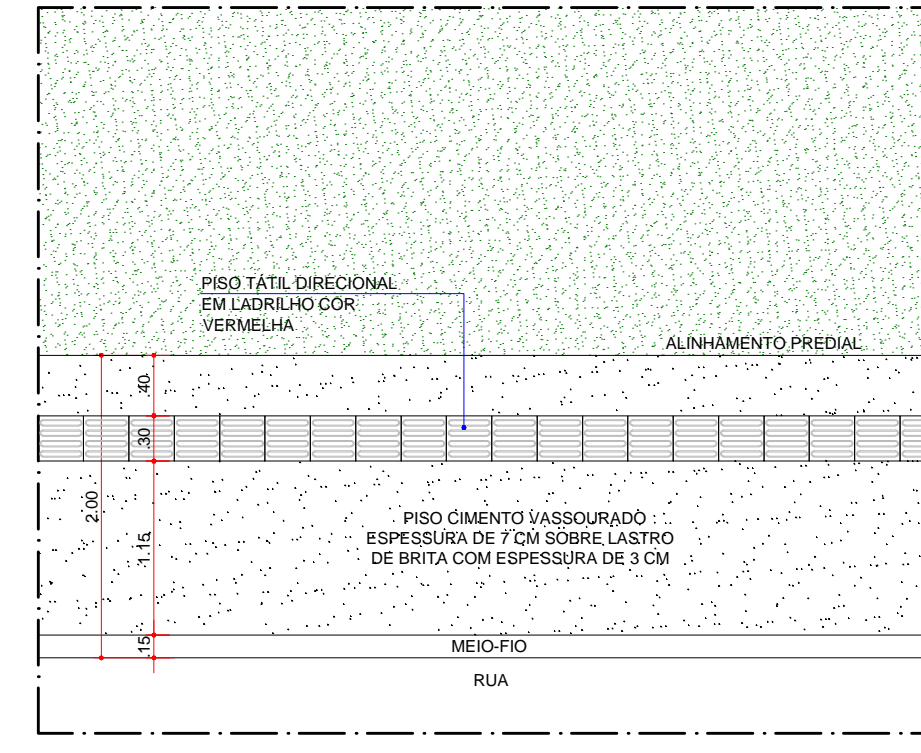 PISO TÁTIL DIRECIONAL
EM LADRILHO COR
VERMELHA
ALINHAMENTO PREDIAL
.40
.30
2.00
1.15
.15
PISO CIMENTO VASSOURADO
ESPESSURA DE 7 CM SOBRE LASTRO
DE BRITA COM ESPESSURA DE 3 CM
MEIO-FIO
RUA